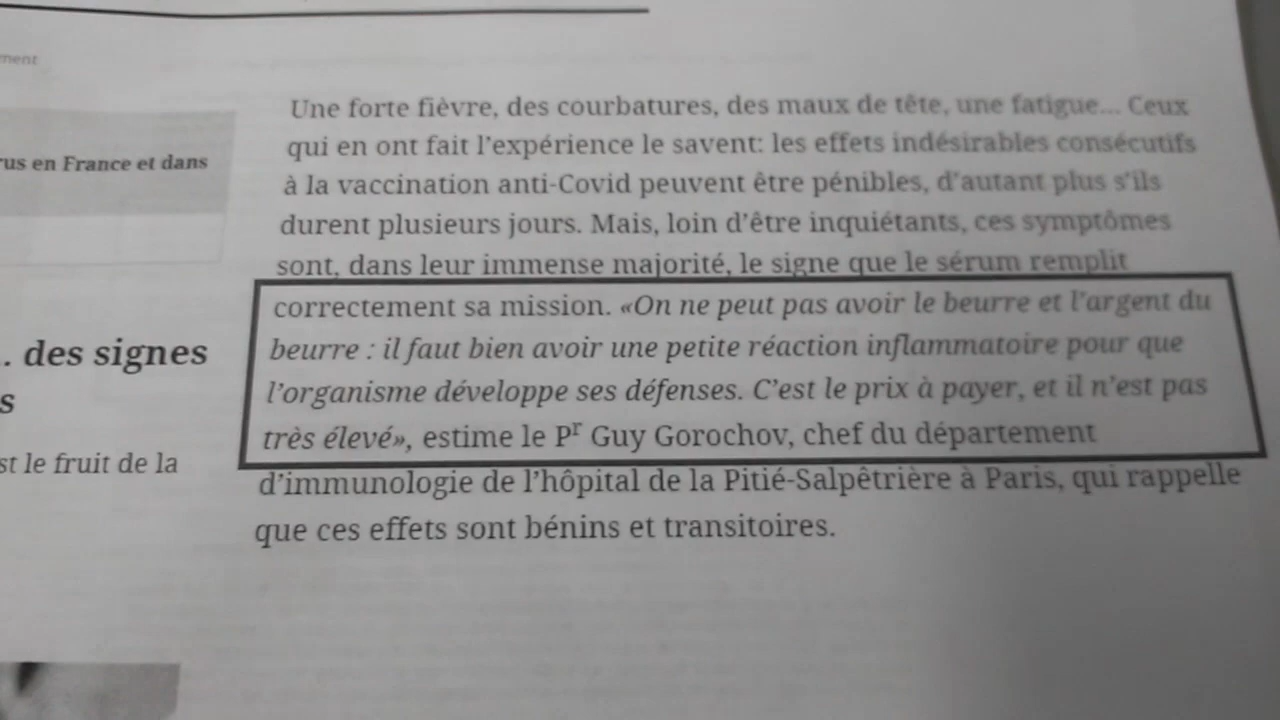 ment
rus en France et dans
. des signes
s
st le fruit de la
Une forte fièvre, des courbatures, des maux de tête, une fatigue... Ceux
qui en ont fait l'expérience le savent: les effets indésirables consécutifs
à la vaccination anti-Covid peuvent être pénibles, d'autant plus s'ils
durent plusieurs jours. Mais, loin d'être inquiétants, ces symptômes
sont, dans leur immense majorité, le signe que le sérum remplit
correctement sa mission. «On ne peut pas avoir le beurre et l'argent du
beurre : il faut bien avoir une petite réaction inflammatoire pour que
l'organisme développe ses défenses. C'est le prix à payer, et il n'est pas
très élevé», estime le Pr Guy Gorochov, chef du département
d'immunologie de l'hôpital de la Pitié-Salpêtrière à Paris, qui rappelle
que ces effets sont bénins et transitoires.